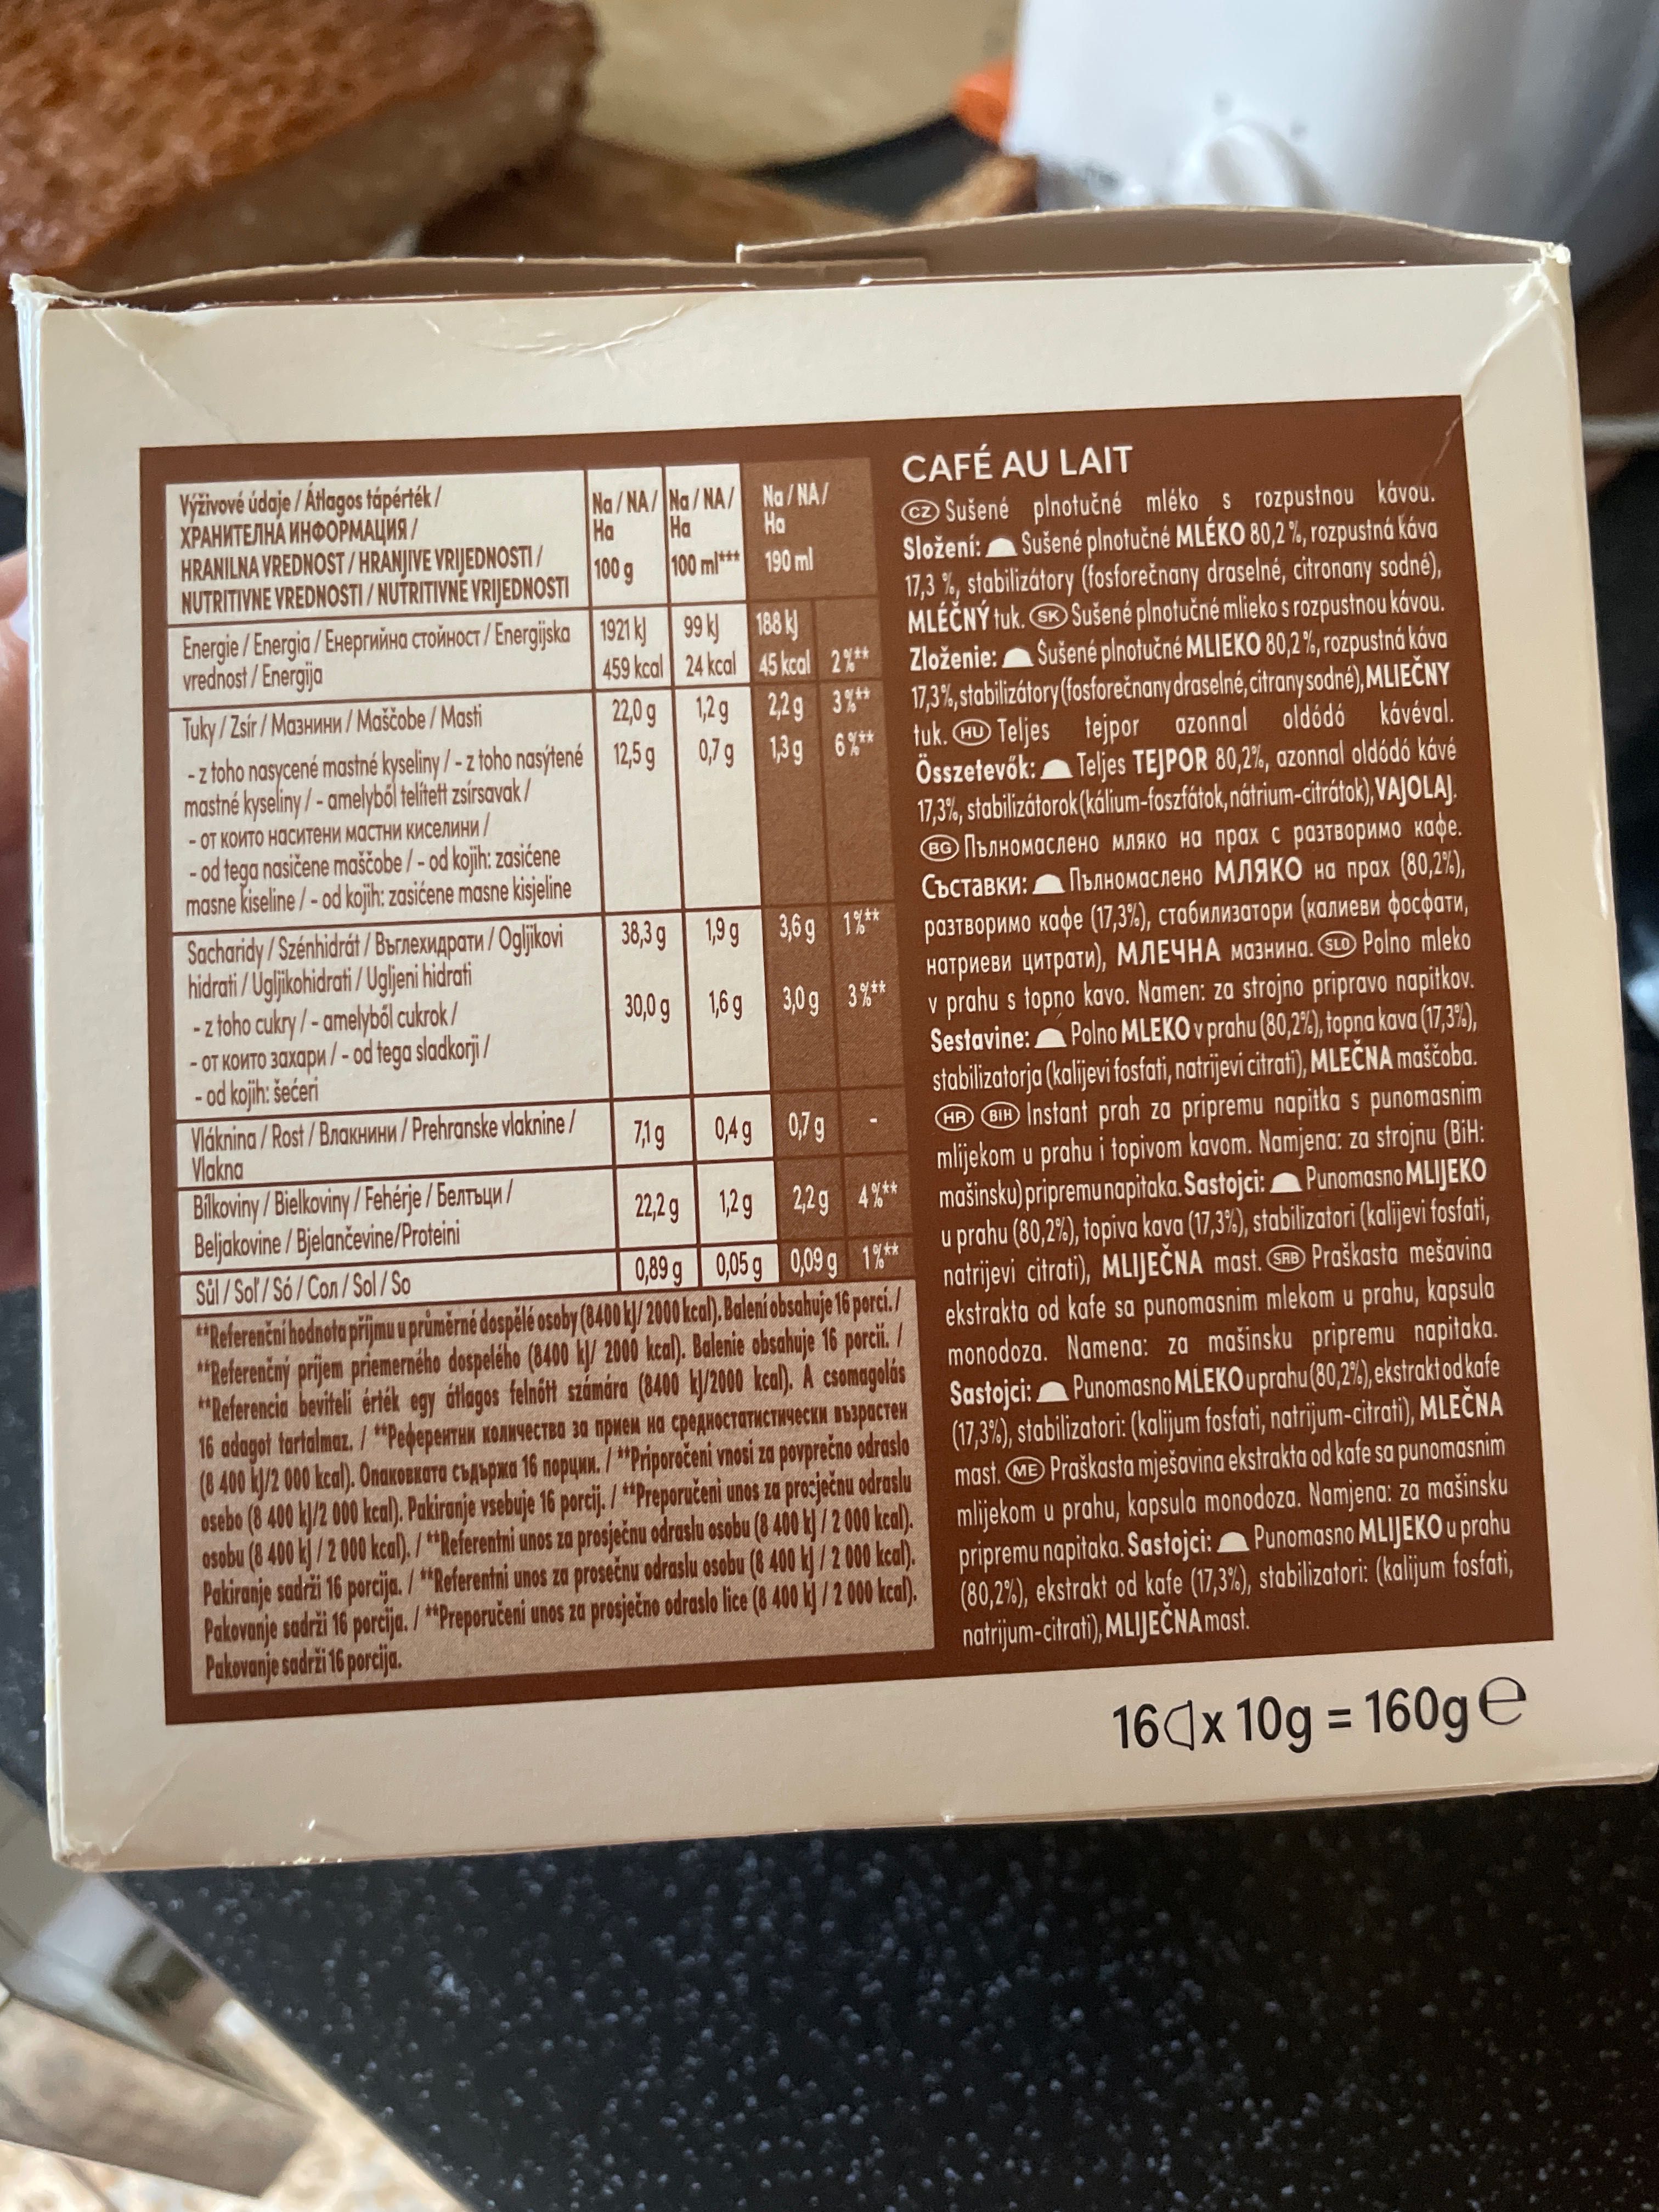 Výživové údaje / Átlagos tápérték /
ХРАНИТЕЛНА ИНФОРМАЦИЯ /
HRANILNA VREDNOST / HRANJIVE VRIJEDNOSTI /
NUTRITIVNE VREDNOSTI / NUTRITIVNE VRIJEDNOSTI
Na / NA / Ha 100 g
Na / NA / Ha 100 ml***
Na / NA / Ha 190 ml
Energie / Energia / Енергийна стойност / Energijska
vrednost / Energija
1921 kJ 99 kJ 188 kJ
459 kcal 24 kcal 45 kcal 2%**
Tuky / Zsír / Мазнини / Maščobe / Masti
22,0 g 1,2 g 2,2 g 3%**
- z toho nasycené mastné kyseliny / - z toho nasýtené
mastné kyseliny / - amelyből telített zsírsavak /
- от които наситени мастни киселини /
- od tega nasičene maščobe / - od kojih: zasićene
masne kiseline / - od kojih: zasićene masne kisjeline
12,5 g 0,7 g 1,3 g 6%**
Sacharidy / Szénhidrát / Въглехидрати / Ogljikovi
hidrati / Ugljikohidrati / Ugljeni hidrati
38,3 g 1,9 g 3,6 g 1%**
- z toho cukry / - amelyből cukrok /
- от които захари / - od tega sladkorji /
- od kojih: šećeri
30,0 g 1,6 g 3,0 g 3%**
Vláknina / Rost / Влакнини / Prehranske vlaknine /
Vlakna
7,1 g 0,4 g 0,7 g -
Bílkoviny / Bielkoviny / Fehérje / Белтъци /
Beljakovine / Bjelančevine/Proteini
22,2 g 1,2 g 2,2 g 4%**
Sůl / Soľ / Só / Сол / Sol / So
0,89 g 0,05 g 0,09 g 1%**
**Referenční hodnota příjmu u průměrné dospělé osoby (8400 kJ/ 2000 kcal). Balení obsahuje 16 porcí. /
**Referenčný príjem priemerného dospelého (8400 kJ/ 2000 kcal). Balenie obsahuje 16 porcií. /
**Referencia beviteli érték egy átlagos felnőtt számára (8400 kJ/2000 kcal). A csomagolás
16 adagot tartalmaz. / **Референтни количества за прием на средностатистически възрастен
(8 400 kJ/2 000 kcal). Опаковката съдържа 16 порции. / **Priporočeni vnosi za povprečno odraslo
osebo (8 400 kJ/2 000 kcal). Pakiranje vsebuje 16 porcij. / **Preporučeni unos za prosječnu odraslu
osobu (8 400 kJ / 2 000 kcal). / **Referentni unos za prosječnu odraslu osobu (8 400 kJ / 2 000 kcal).
Pakiranje sadrži 16 porcija. / **Referentni unos za prosečnu odraslu osobu (8 400 kJ / 2 000 kcal).
Pakovanje sadrži 16 porcija. / **Preporučeni unos za prosječno odraslo lice (8 400 kJ / 2 000 kcal).
Pakovanje sadrži 16 porcija.
CAFÉ AU LAIT
CZ Sušené plnotučné mléko s rozpustnou kávou.
Složení: Sušené plnotučné MLÉKO 80,2 %, rozpustná káva
17,3 %, stabilizátory (fosforečnany draselné, citronany sodné),
MLÉČNÝ tuk. SK Sušené plnotučné mlieko s rozpustnou kávou.
Zloženie: Sušené plnotučné MLIEKO 80,2 %, rozpustná káva
17,3%, stabilizátory (fosforečnany draselné, citrany sodné), MLIEČNY
tuk. HU Teljes tejpor azonnal oldódó kávéval.
Összetevők: Teljes TEJPOR 80,2%, azonnal oldódó kávé
17,3%, stabilizátorok (kálium-foszfátok, nátrium-citrátok), VAJOLAJ.
BG Пълномаслено мляко на прах с разтворимо кафе.
Съставки: Пълномаслено МЛЯКО на прах (80,2%),
разтворимо кафе (17,3%), стабилизатори (калиеви фосфати,
натриеви цитрати), МЛЕЧНА мазнина. SLO Polno mleko
v prahu s topno kavo. Namen: za strojno pripravo napitkov.
Sestavine: Polno MLEKO v prahu (80,2%), topna kava (17,3%),
stabilizatorja (kalijevi fosfati, natrijevi citrati), MLEČNA maščoba.
HR BIH Instant prah za pripremu napitka s punomasnim
mlijekom u prahu i topivom kavom. Namjena: za strojnu (BiH:
mašinsku) pripremu napitaka. Sastojci: Punomasno MLIJEKO
u prahu (80,2%), topiva kava (17,3%), stabilizatori (kalijevi fosfati,
natrijevi citrati), MLIJEČNA mast. SRB Praškasta mešavina
ekstrakta od kafe sa punomasnim mlekom u prahu, kapsula
monodoza. Namena: za mašinsku pripremu napitaka.
Sastojci: Punomasno MLEKO u prahu (80,2%), ekstrakt od kafe
(17,3%), stabilizatori: (kalijum fosfati, natrijum-citrati), MLEČNA
mast. ME Praškasta mješavina ekstrakta od kafe sa punomasnim
mlijekom u prahu, kapsula monodoza. Namjena: za mašinsku
pripremu napitaka. Sastojci: Punomasno MLIJEKO u prahu
(80,2%), ekstrakt od kafe (17,3%), stabilizatori: (kalijum fosfati,
natrijum-citrati), MLIJEČNA mast.
16 x 10g = 160g e